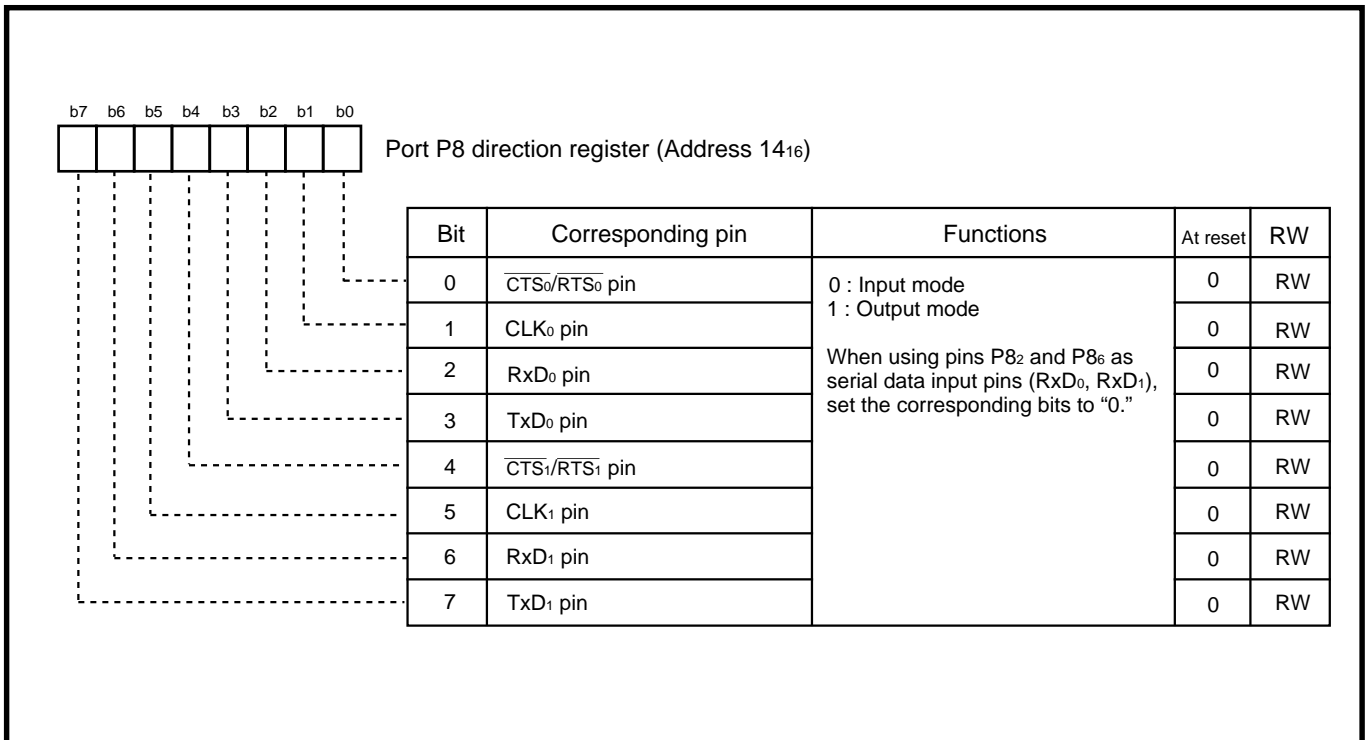 b7 b6 b5 b4 b3 b2 b1 b0
Port P8 direction register (Address 14₁₆)
Bit Corresponding pin Functions At reset RW
0 C̅T̅S̅₀/R̅T̅S̅₀ pin 0 : Input mode 0 RW
1 : Output mode
1 CLK₀ pin 0 RW
When using pins P8₂ and P8₆ as
2 RxD₀ pin 0 RW
serial data input pins (RxD₀, RxD₁),
set the corresponding bits to “0.”
3 TxD₀ pin 0 RW
4 C̅T̅S̅₁/R̅T̅S̅₁ pin 0 RW
5 CLK₁ pin 0 RW
6 RxD₁ pin 0 RW
7 TxD₁ pin 0 RW